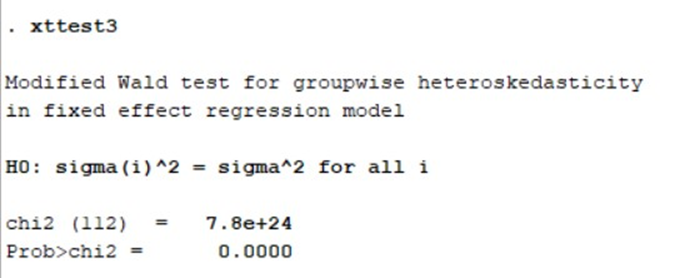 . xttest3
Modified Wald test for groupwise heteroskedasticity
in fixed effect regression model
H0: sigma(i)^2 = sigma^2 for all i
chi2 (112) = 7.8e+24
Prob>chi2 = 0.0000